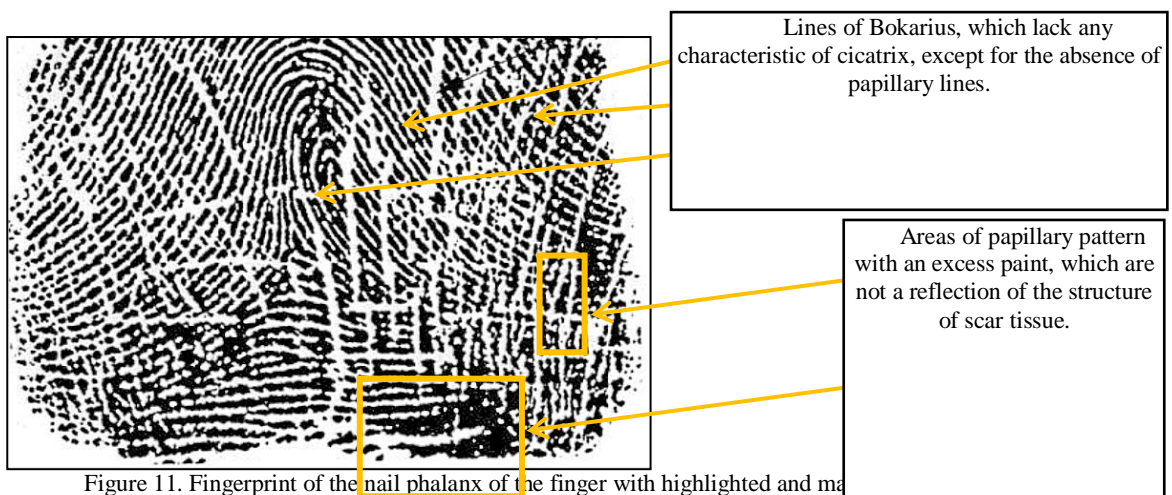 Lines of Bokarius, which lack any
characteristic of cicatrix, except for the absence of
papillary lines.
Areas of papillary pattern
with an excess paint, which are
not a reflection of the structure
of scar tissue.
Figure 11. Fingerprint of the nail phalanx of the finger with highlighted and